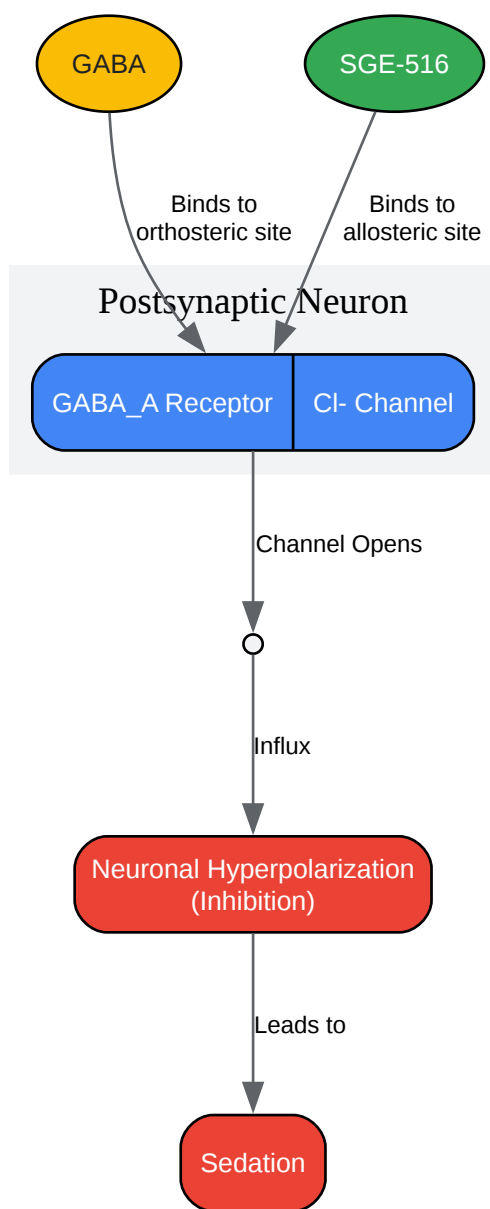 GABA
SGE-516
Binds to
orthosteric site
Binds to
allosteric site
Postsynaptic Neuron
GABA_A Receptor
Cl- Channel
Channel Opens
Influx
Neuronal Hyperpolarization
(Inhibition)
Leads to
Sedation